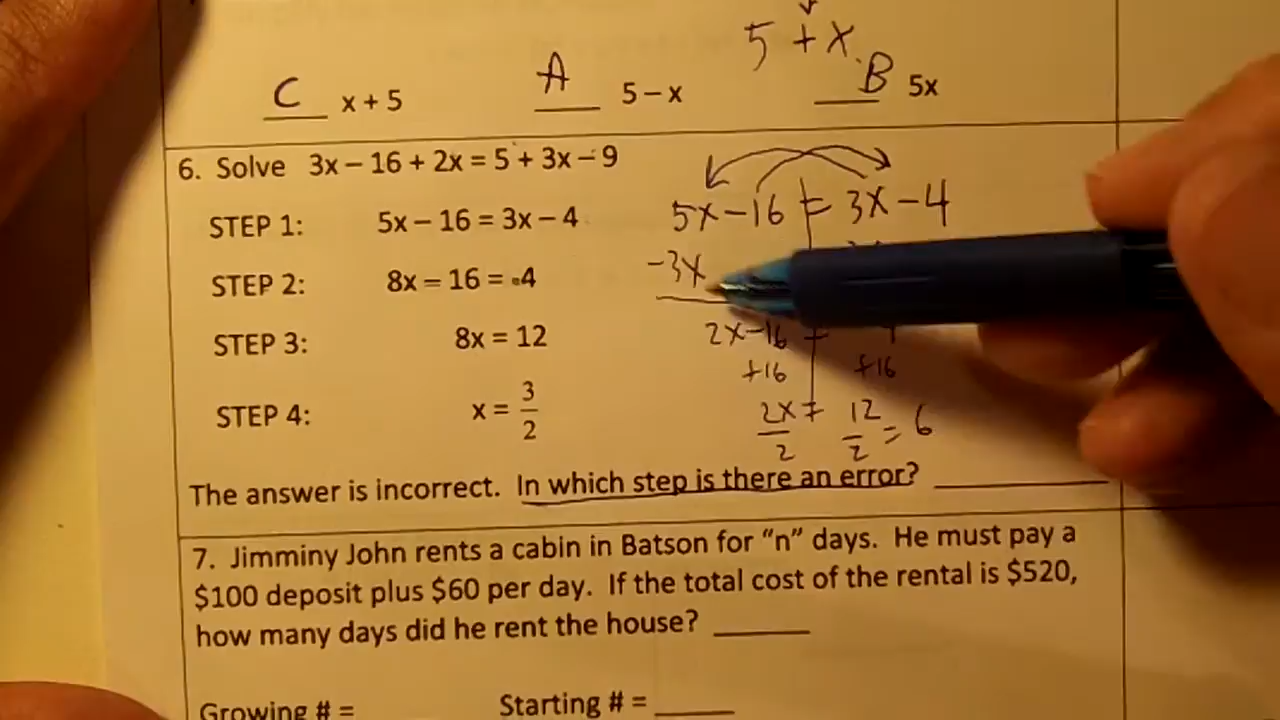 5 + x
C x + 5 A 5 – x B 5x
6. Solve 3x – 16 + 2x = 5 + 3x – 9
5x – 16 = 3x – 4
STEP 1: 5x – 16 = 3x – 4
-3x
STEP 2: 8x – 16 = -4
2x – 16 =
STEP 3: 8x = 12
+16 +16
STEP 4: x = 3/2
2x/2 = 12/2 = 6
The answer is incorrect. In which step is there an error?
7. Jimminy John rents a cabin in Batson for “n” days. He must pay a
$100 deposit plus $60 per day. If the total cost of the rental is $520,
how many days did he rent the house?
Growing # = Starting # =